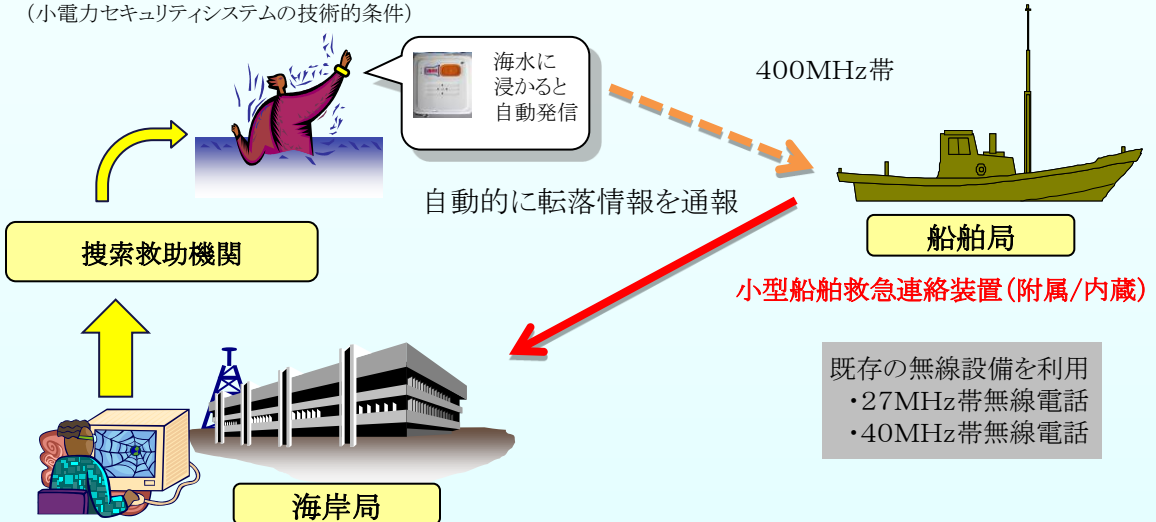 (小電力セキュリティシステムの技術的条件)
海水に
浸かると
自動発信
400MHz帯
自動的に転落情報を通報
船舶局
捜索救助機関
小型船舶救急連絡装置(附属/内蔵)
既存の無線設備を利用
・27MHz帯無線電話
・40MHz帯無線電話
海岸局